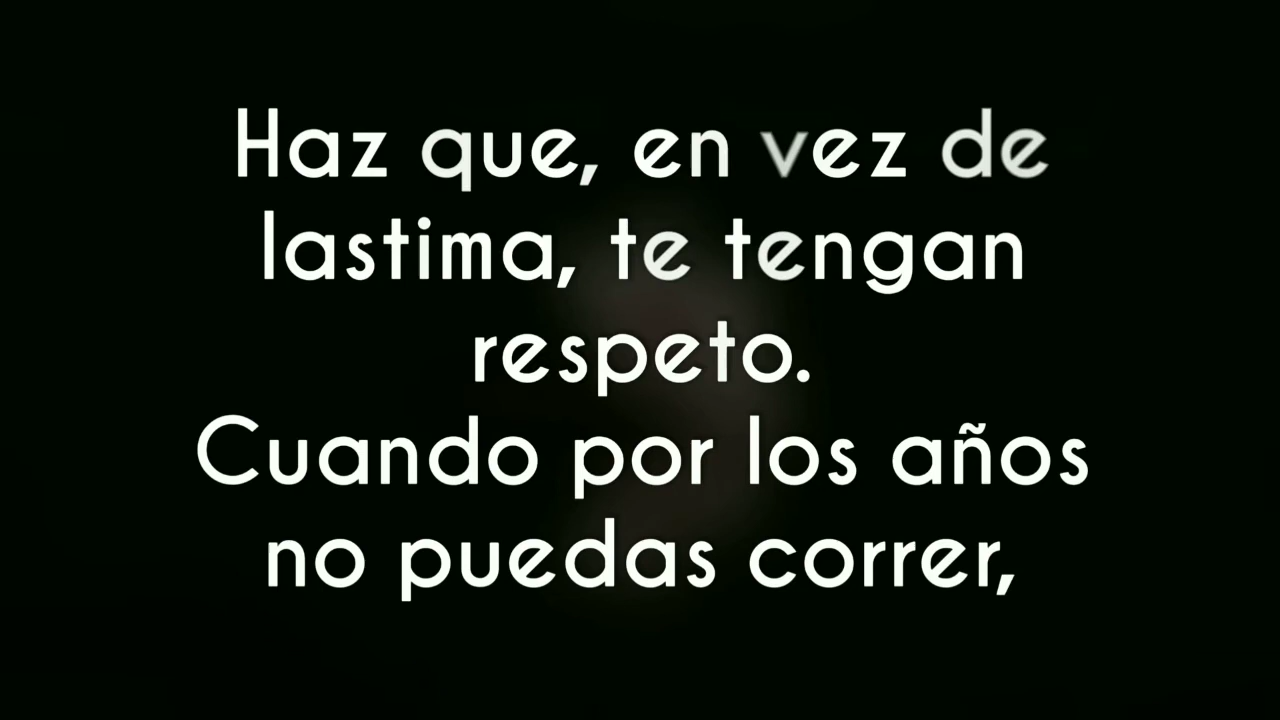 Haz que, en vez de
lastima, te tengan
respeto.
Cuando por los años
no puedas correr,